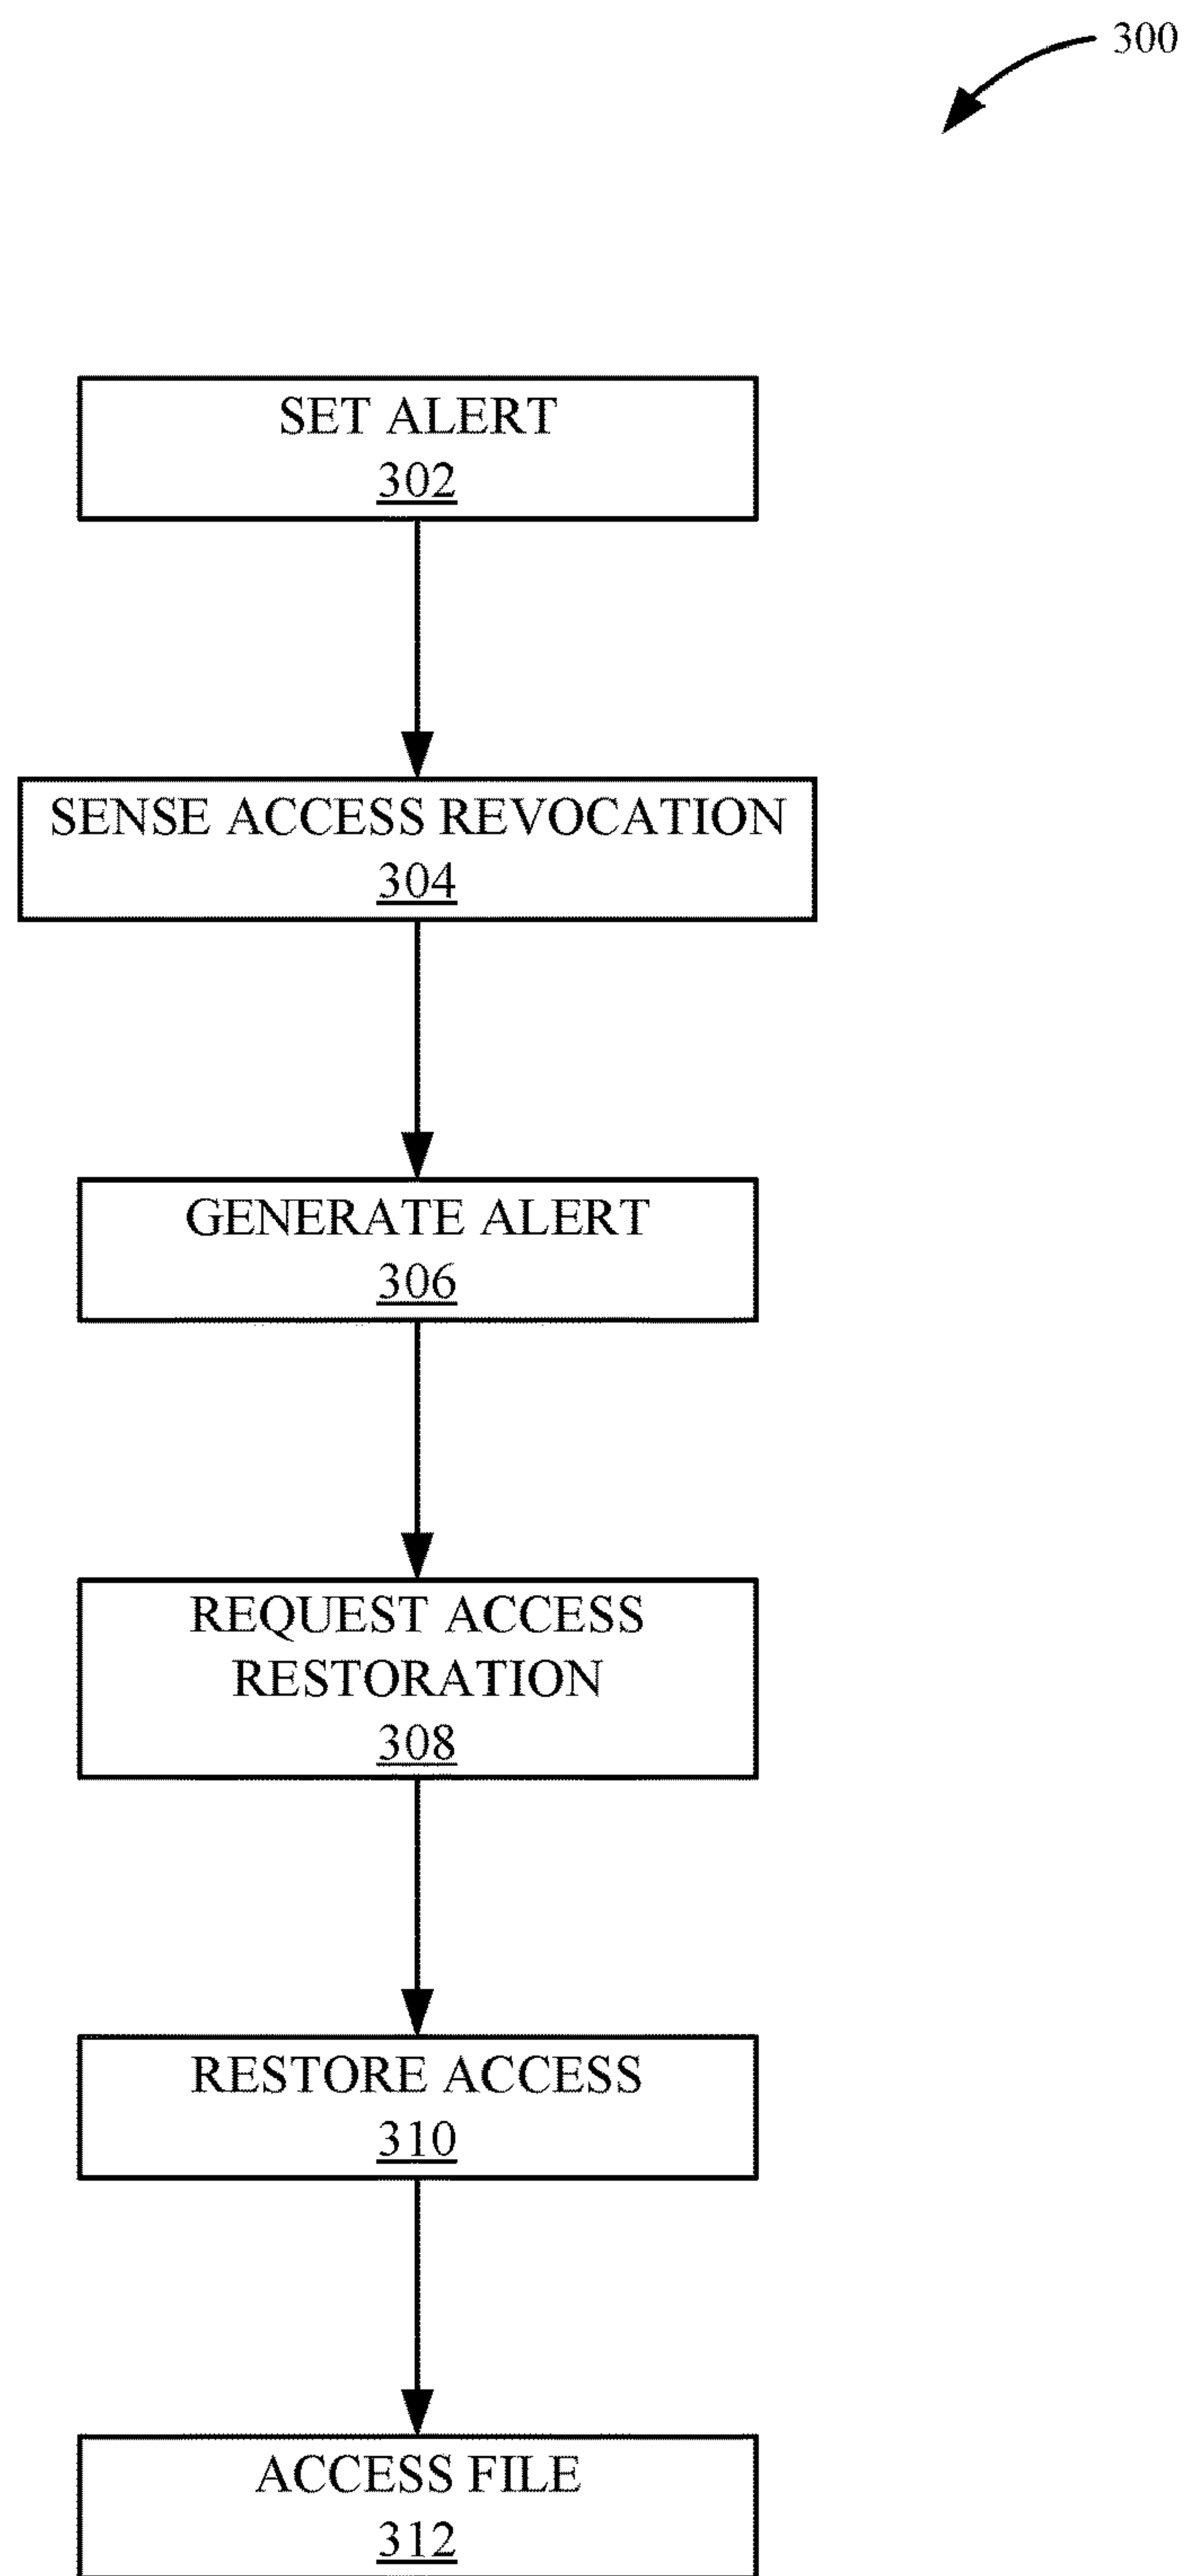 300
SET ALERT
302
SENSE ACCESS REVOCATION
304
GENERATE ALERT
306
REQUEST ACCESS
RESTORATION
308
RESTORE ACCESS
310
ACCESS FILE
312